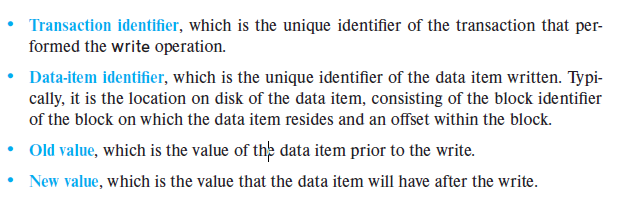 • Transaction identifier, which is the unique identifier of the transaction that per-
formed the write operation.
• Data-item identifier, which is the unique identifier of the data item written. Typi-
cally, it is the location on disk of the data item, consisting of the block identifier
of the block on which the data item resides and an offset within the block.
• Old value, which is the value of the data item prior to the write.
• New value, which is the value that the data item will have after the write.